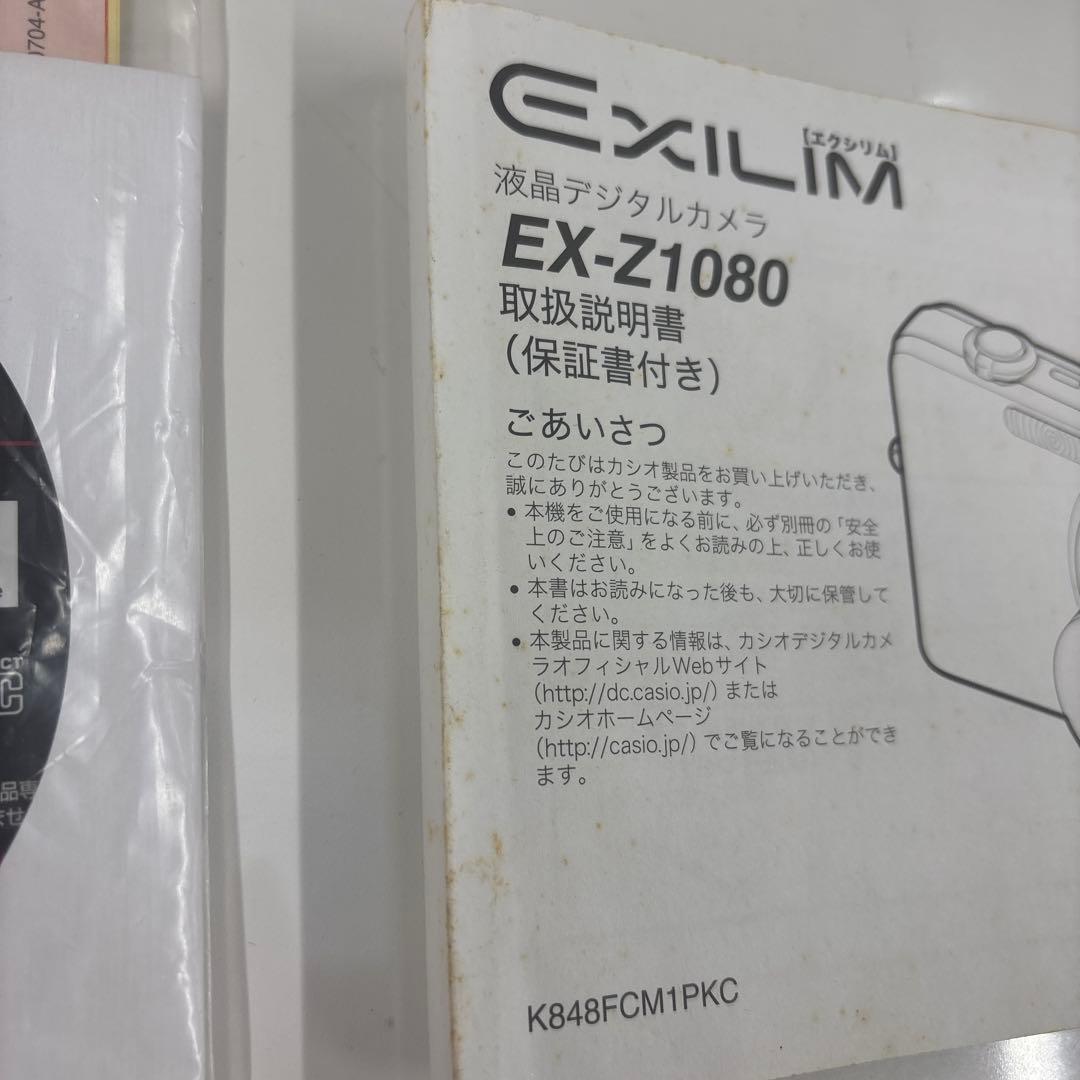 0704-A
EXILIM
【エクシリム】
液晶デジタルカメラ
EX-Z1080
取扱説明書
（保証書付き）
ごあいさつ
このたびはカシオ製品をお買い上げいただき、
誠にありがとうございます。
● 本機をご使用になる前に、必ず別冊の「安全
上のご注意」をよくお読みの上、正しくお使
いください。
● 本書はお読みになった後も、大切に保管して
ください。
● 本製品に関する情報は、カシオデジタルカメ
ラオフィシャルWebサイト
（http://dc.casio.jp/）または
カシオホームページ
（http://casio.jp/）でご覧になることができ
ます。
K848FCM1PKC